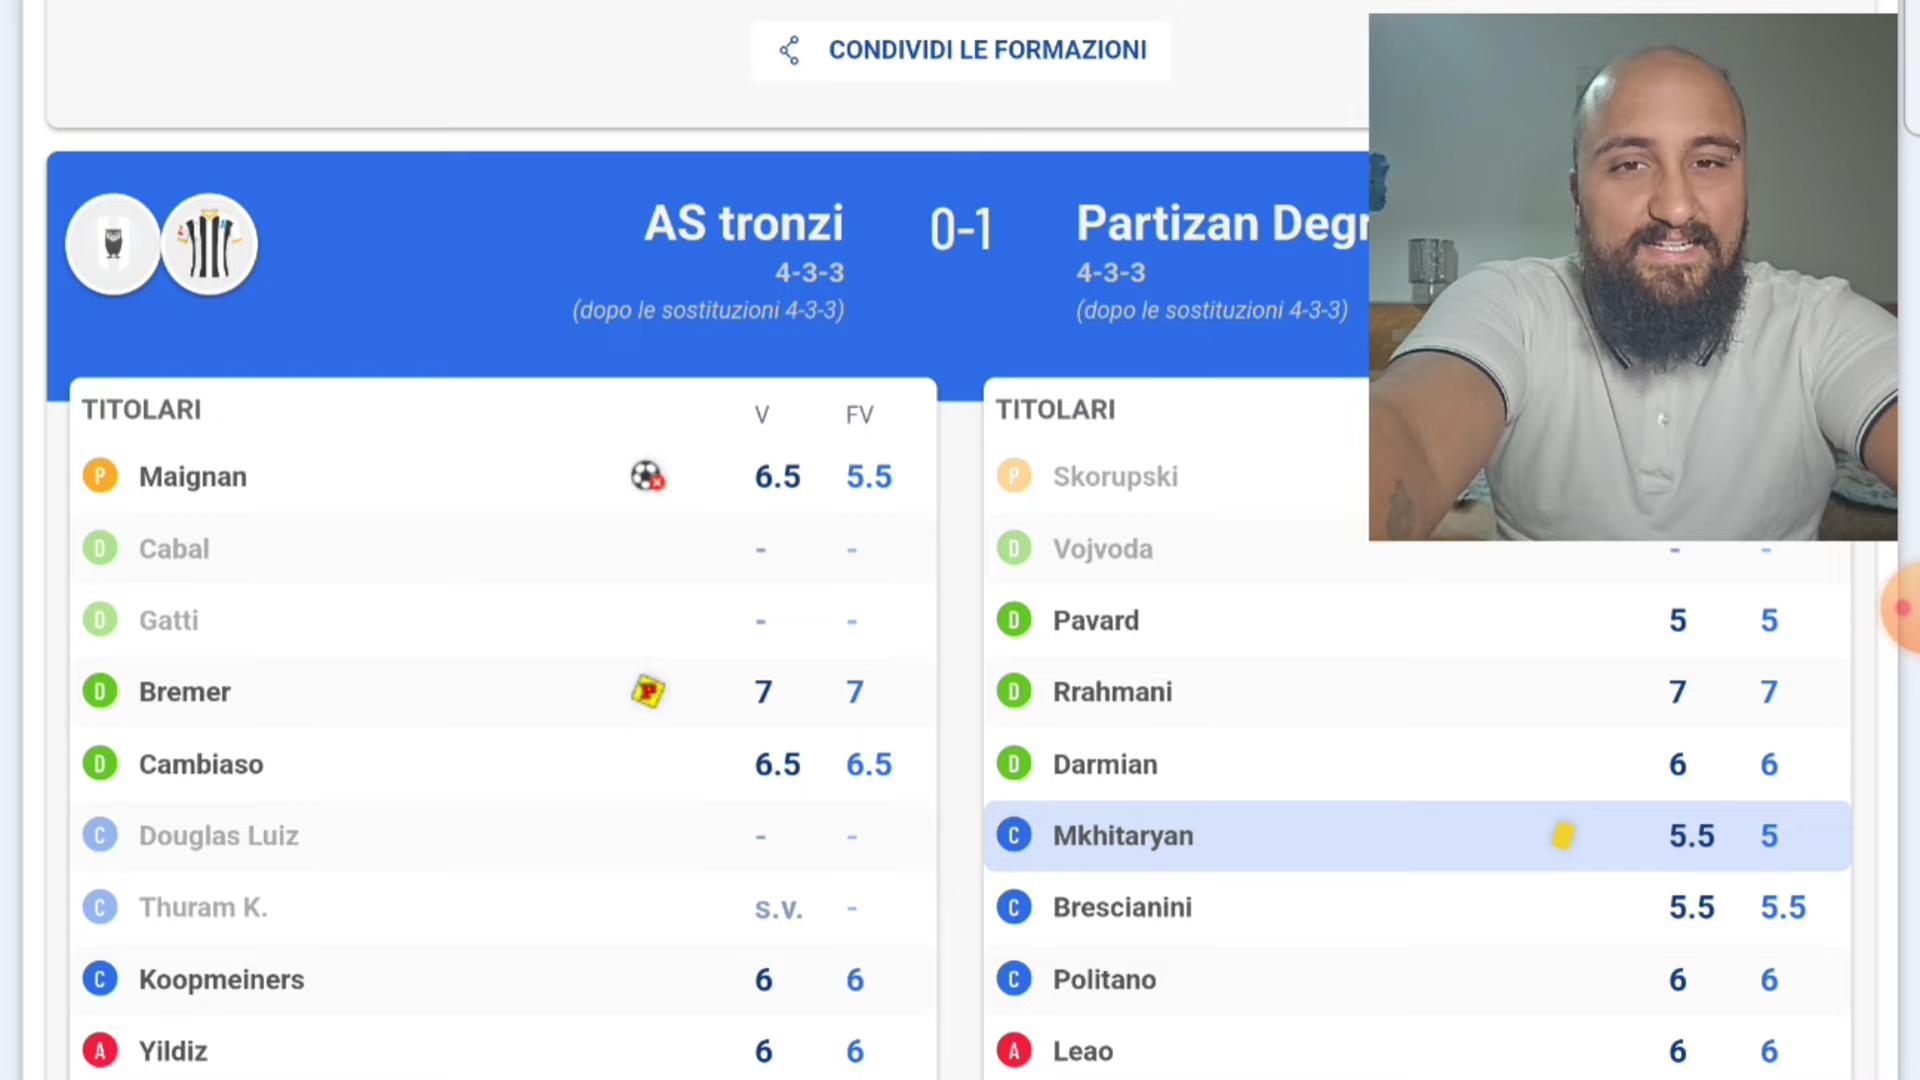 CONDIVIDI LE FORMAZIONI
AS tronzi 0-1 Partizan Degr
4-3-3 4-3-3
(dopo le sostituzioni 4-3-3) (dopo le sostituzioni 4-3-3)
TITOLARI V FV
P Maignan 6.5 5.5
D Cabal - -
D Gatti - -
D Bremer P 7 7
D Cambiaso 6.5 6.5
C Douglas Luiz - -
C Thuram K. s.v. -
C Koopmeiners 6 6
A Yildiz 6 6
TITOLARI
P Skorupski
D Vojvoda - -
D Pavard 5 5
D Rrahmani 7 7
D Darmian 6 6
C Mkhitaryan 5.5 5
C Brescianini 5.5 5.5
C Politano 6 6
A Leao 6 6